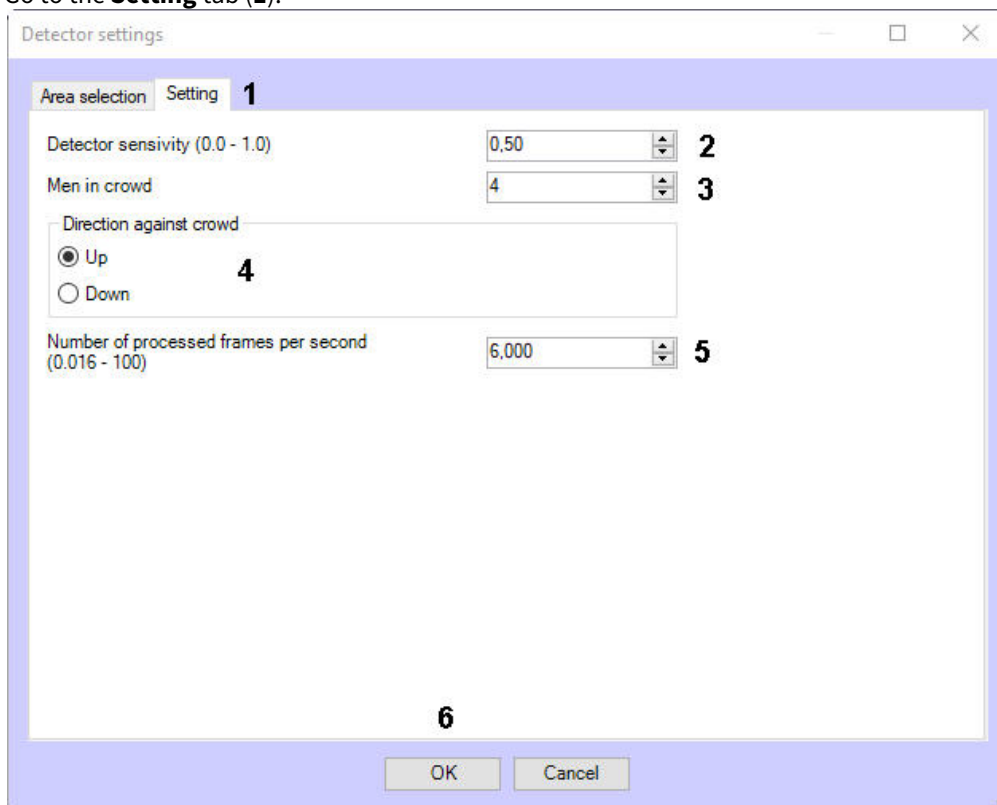 Go to the Setting tab (1).
Detector settings
Area selection Setting 1
Detector sensivity (0.0 - 1.0) 0,50 2
Men in crowd 4 3
Direction against crowd
Up
4
Down
Number of processed frames per second
(0.016 - 100) 6,000 5
6
OK Cancel